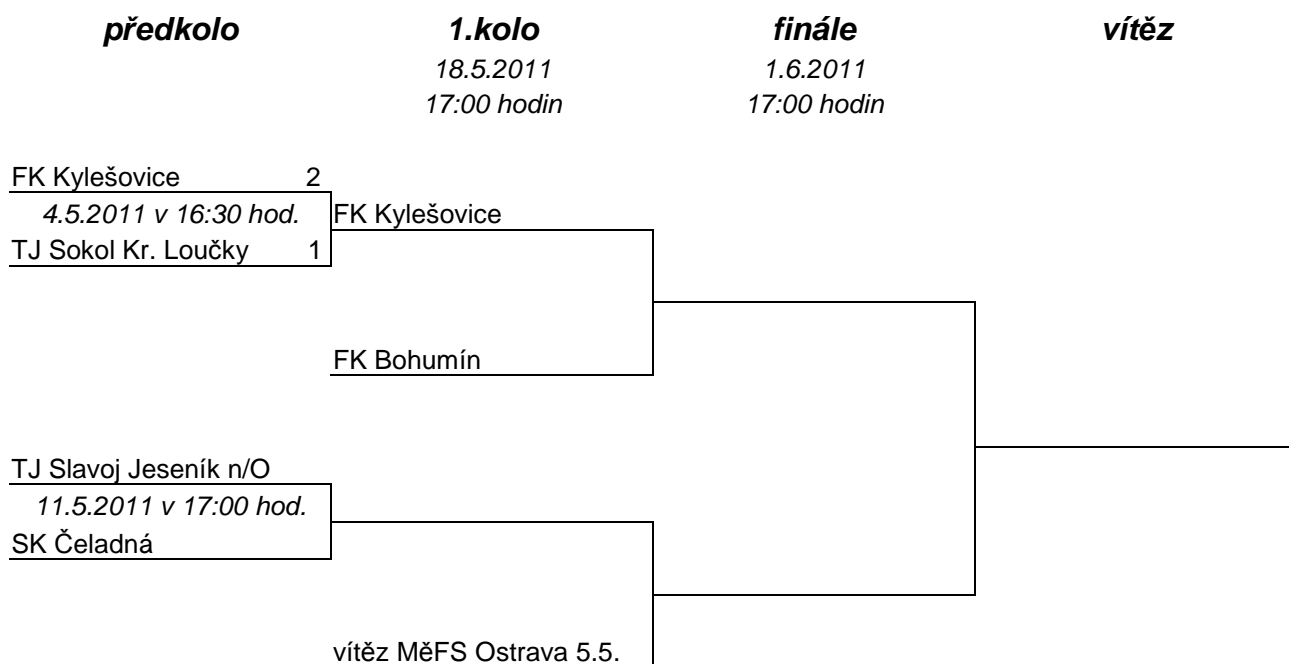 předkolo 1.kolo finále vítěz
18.5.2011 1.6.2011
17:00 hodin 17:00 hodin
FK Kylešovice 2
4.5.2011 v 16:30 hod. FK Kylešovice
TJ Sokol Kr. Loučky 1
FK Bohumín
TJ Slavoj Jeseník n/O
11.5.2011 v 17:00 hod.
SK Čeladná
vítěz MěFS Ostrava 5.5.